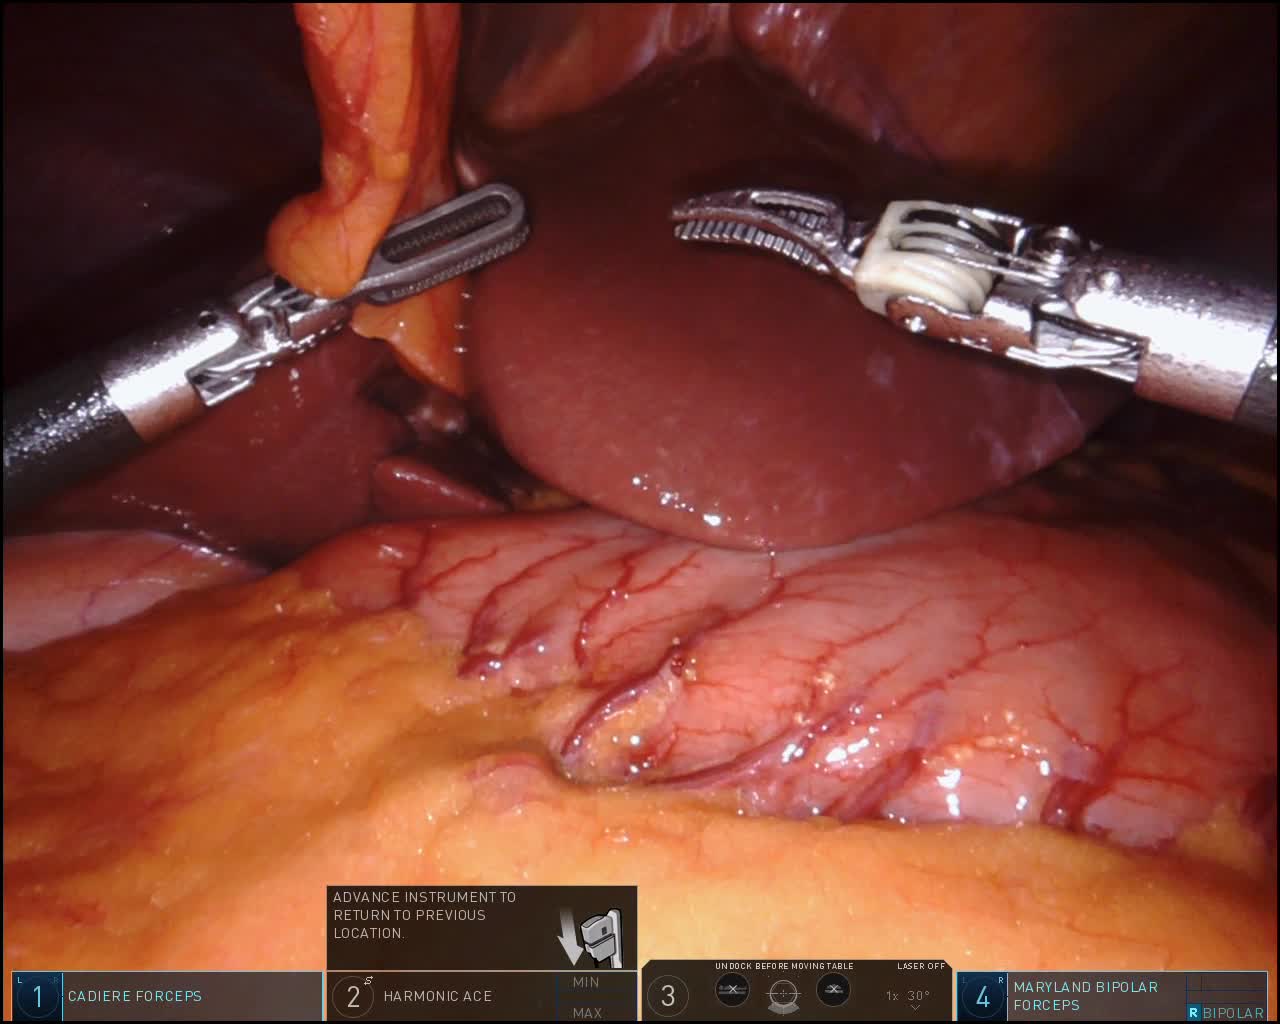 ADVANCE INSTRUMENT TO
RETURN TO PREVIOUS
LOCATION.
L R
1 CADIERE FORCEPS
2 S HARMONIC ACE
MIN
MAX
UNDOCK BEFORE MOVING TABLE
LASER OFF
3
1x 30°
R
4 MARYLAND BIPOLAR
FORCEPS
R BIPOLAR